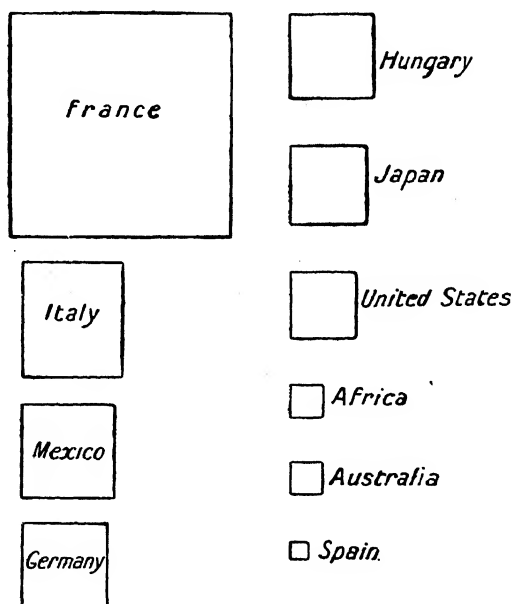 France
Italy
Mexico
Germany
Hungary
Japan
United States
Africa
Australia
Spain.